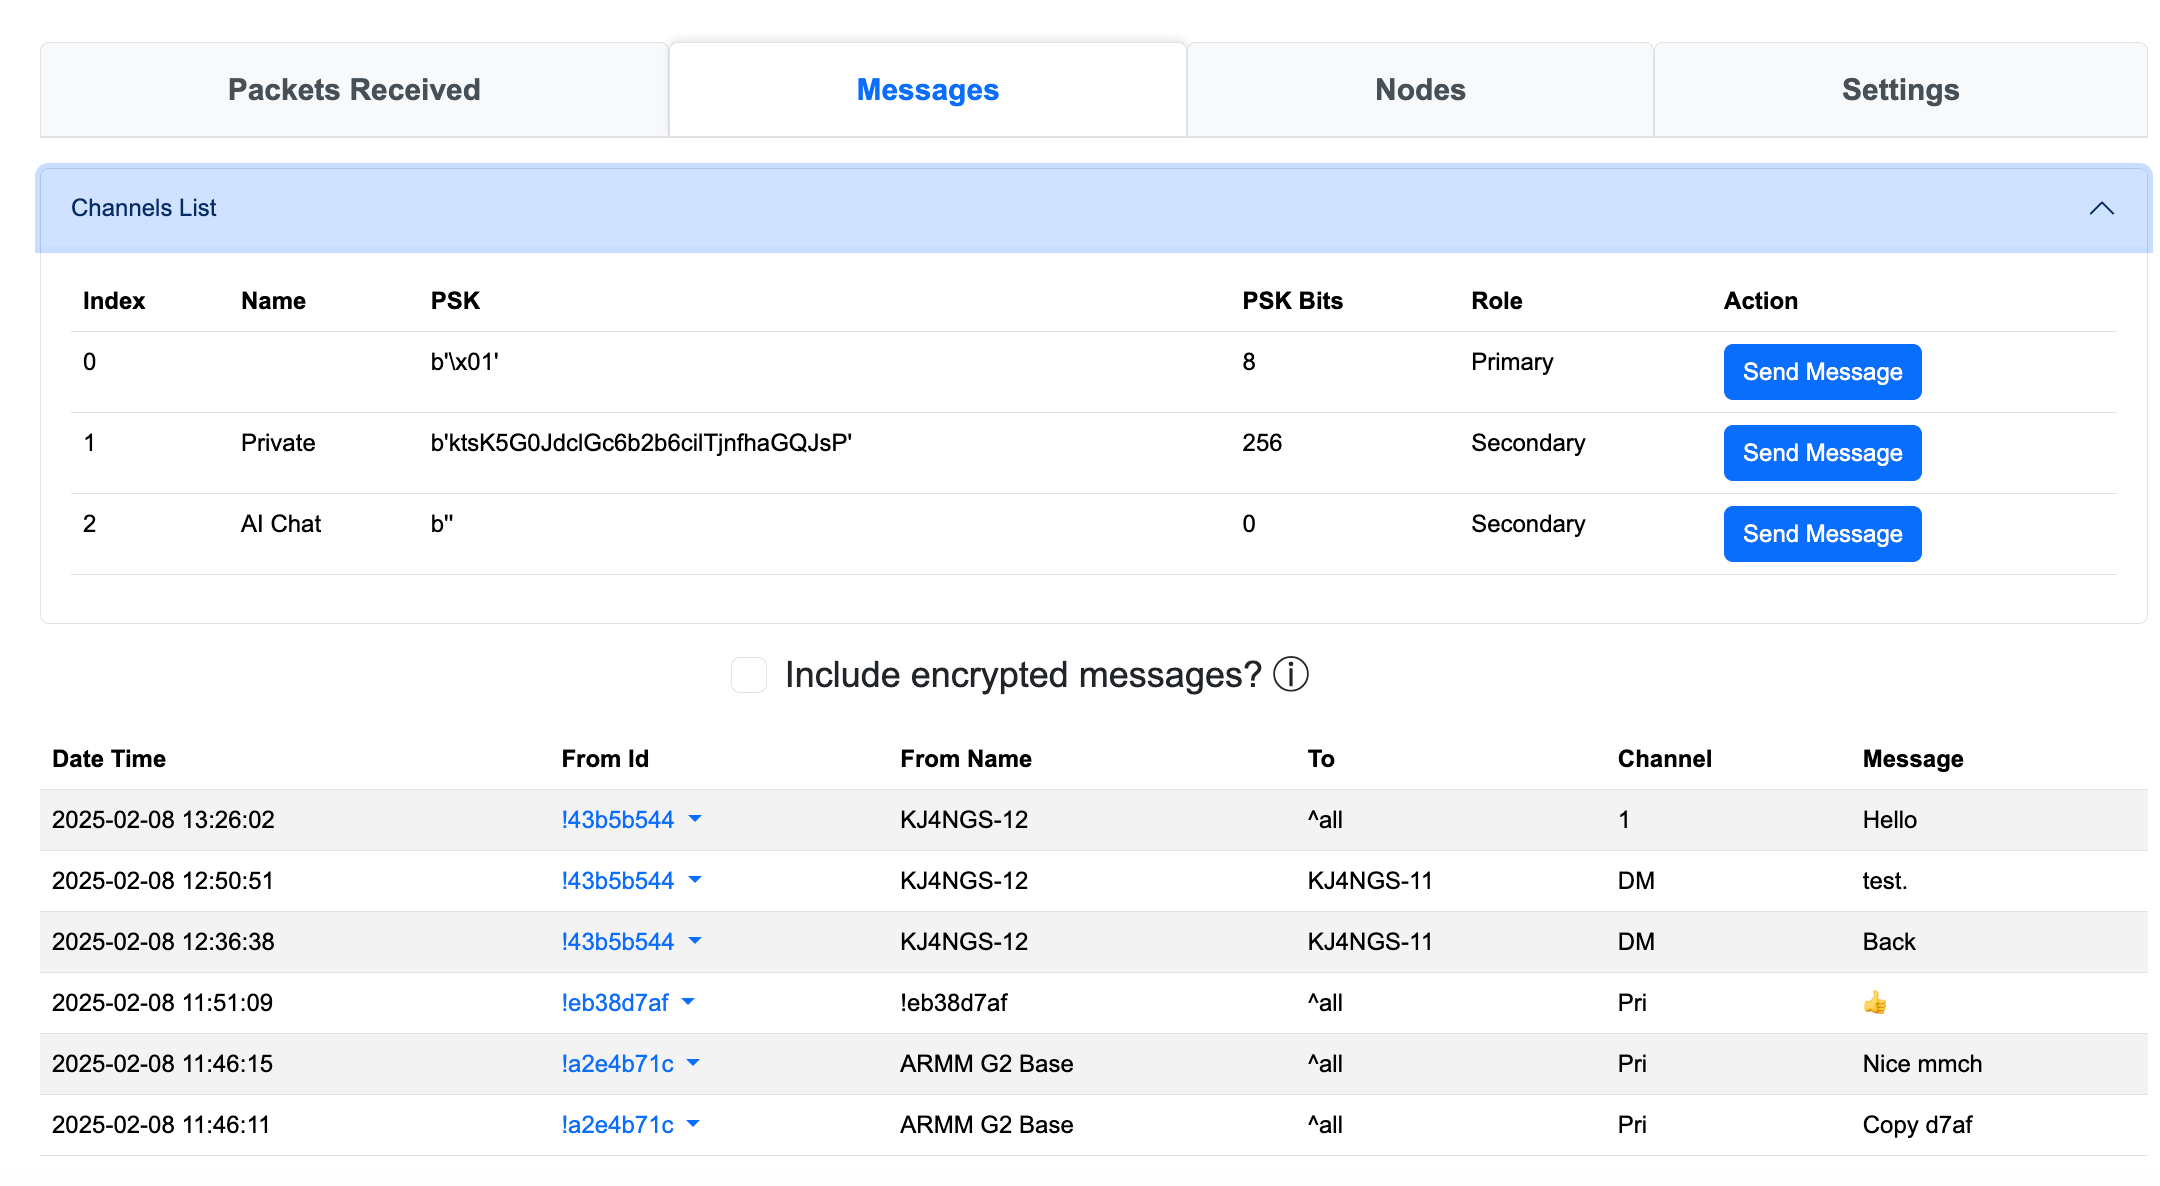 Packets Received Messages Nodes Settings
Channels List
Index Name PSK PSK Bits Role Action
0 b'\x01' 8 Primary Send Message
1 Private b'ktsK5G0JdclGc6b2b6cilTjnfhaGQJsP' 256 Secondary Send Message
2 AI Chat b'' 0 Secondary Send Message
Include encrypted messages? ⓘ
Date Time From Id From Name To Channel Message
2025-02-08 13:26:02 !43b5b544 KJ4NGS-12 ^all 1 Hello
2025-02-08 12:50:51 !43b5b544 KJ4NGS-12 KJ4NGS-11 DM test.
2025-02-08 12:36:38 !43b5b544 KJ4NGS-12 KJ4NGS-11 DM Back
2025-02-08 11:51:09 !eb38d7af !eb38d7af ^all Pri 👍
2025-02-08 11:46:15 !a2e4b71c ARMM G2 Base ^all Pri Nice mmch
2025-02-08 11:46:11 !a2e4b71c ARMM G2 Base ^all Pri Copy d7af